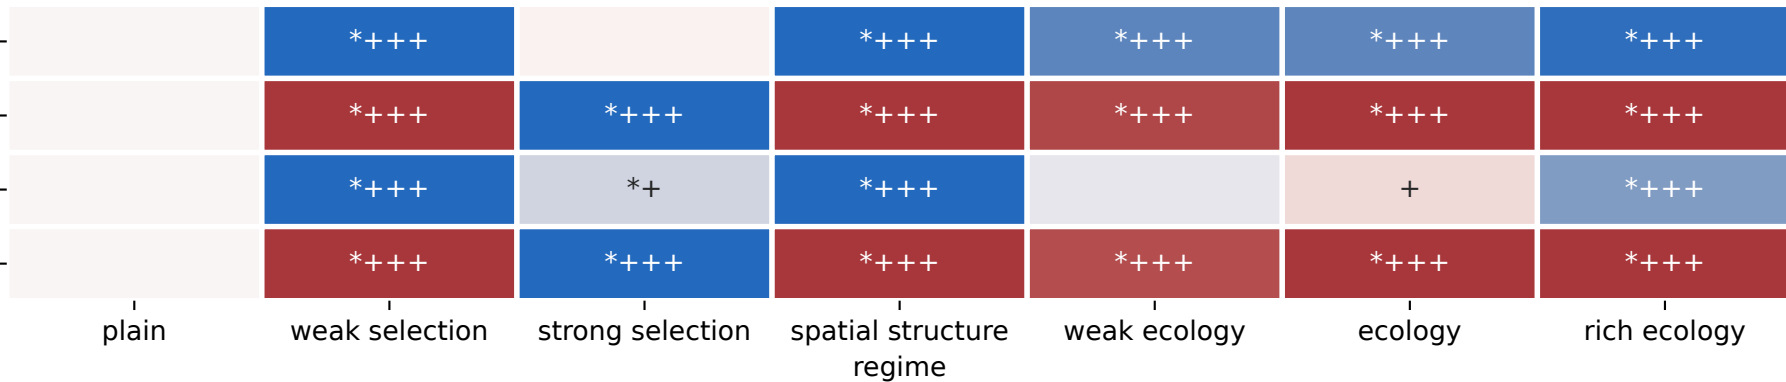 *+++ *+++ *+++ *+++ *+++
*+++ *+++ *+++ *+++ *+++ *+++
*+++ *+ *+++ + *+++
*+++ *+++ *+++ *+++ *+++ *+++
plain weak selection strong selection spatial structure weak ecology ecology rich ecology
regime